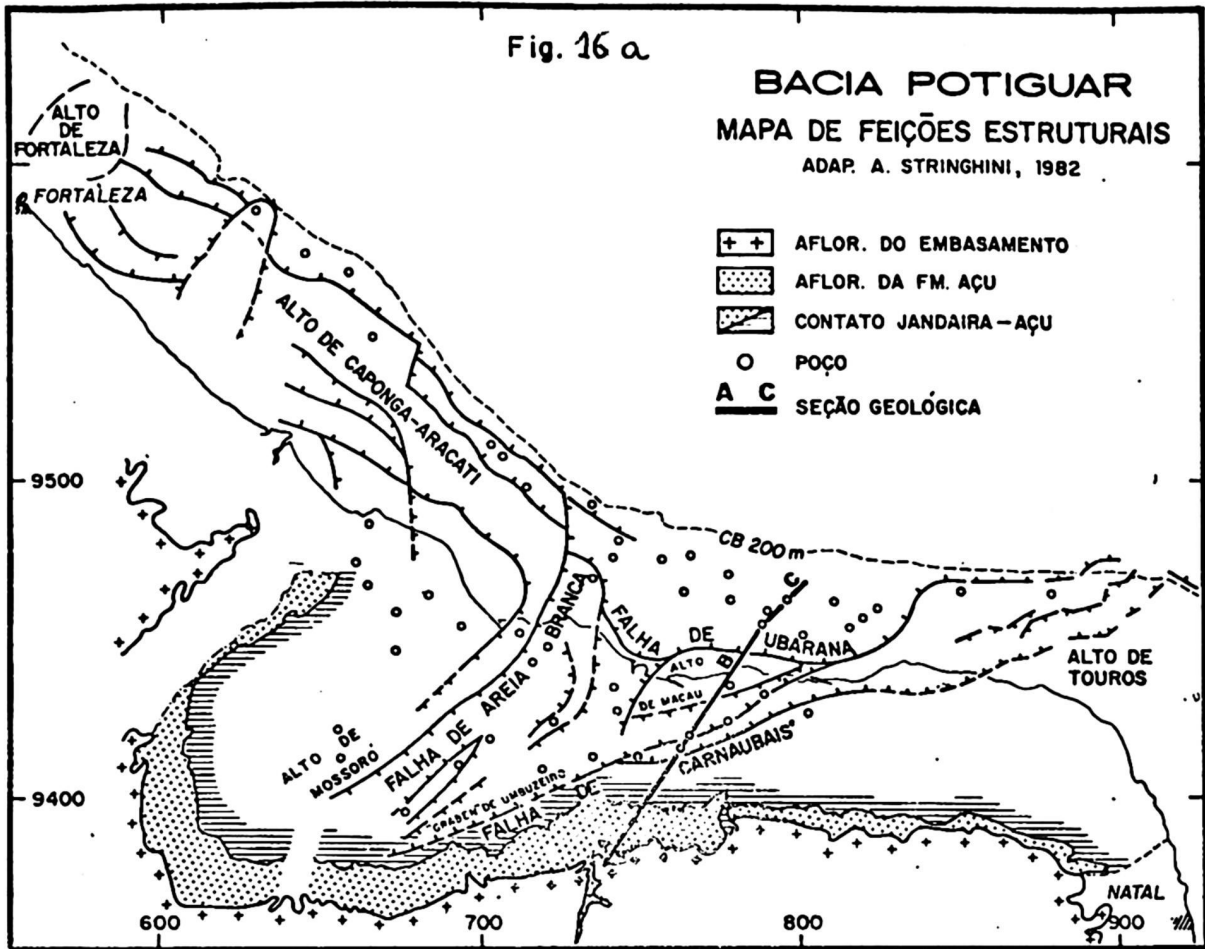 Fig. 16 a
BACIA POTIGUAR
MAPA DE FEIÇÕES ESTRUTURAIS
ADAP. A. STRINGHINI, 1982
AFLOR. DO EMBASAMENTO
AFLOR. DA FM. AÇU
CONTATO JANDAIRA-AÇU
POÇO
A C SEÇÃO GEOLÓGICA
ALTO
DE
FORTALEZA
FORTALEZA
ALTO DE CAPONGA-ARACATI
9500
CB 200 m
C
FALHA DE UBARANA
B
ALTO
DE MACAU
ALTO DE
TOUROS
FALHA DE AREIA BRANCA
ALTO DE
MOSSORÓ
GRABEN DE UMBUZEIRO
FALHA DE CARNAUBAIS
9400
NATAL
600
700
800
900